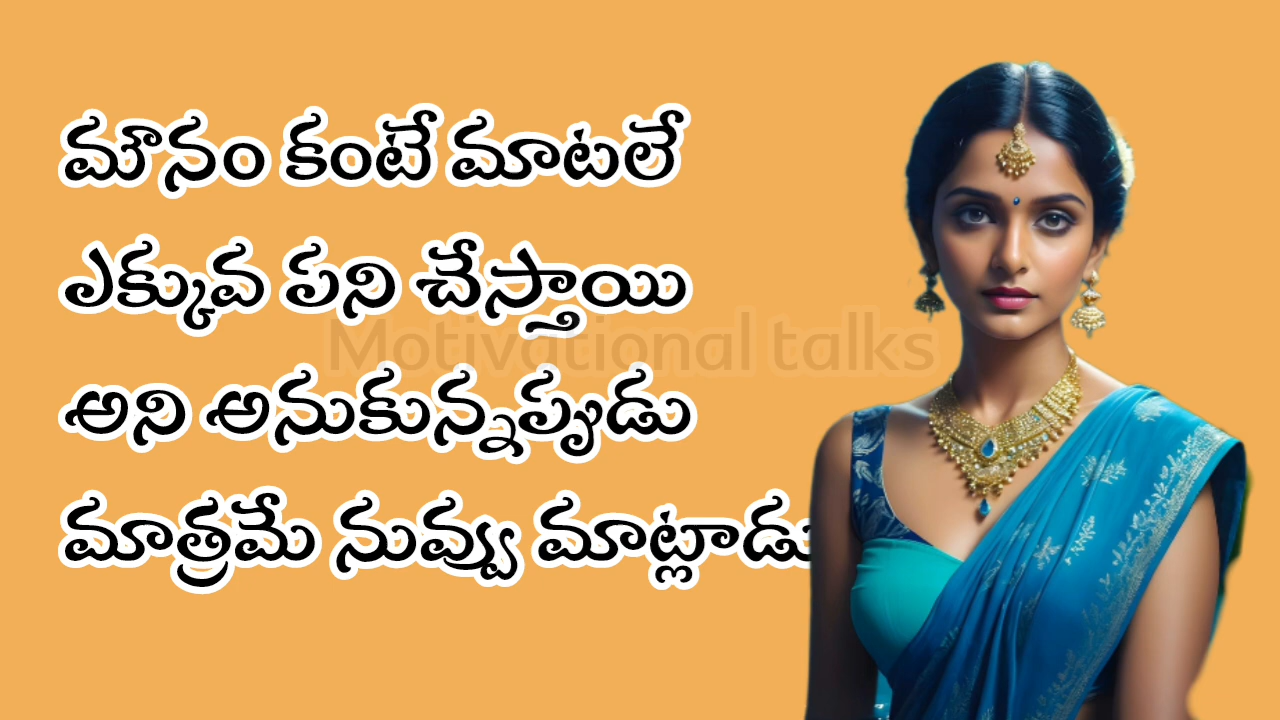 మౌనం కంటే మాటలే
ఎక్కువ పని చేస్తాయి
Motivational talks
అని అనుకున్నప్పుడు
మాత్రమే నువ్వు మాట్లాడు